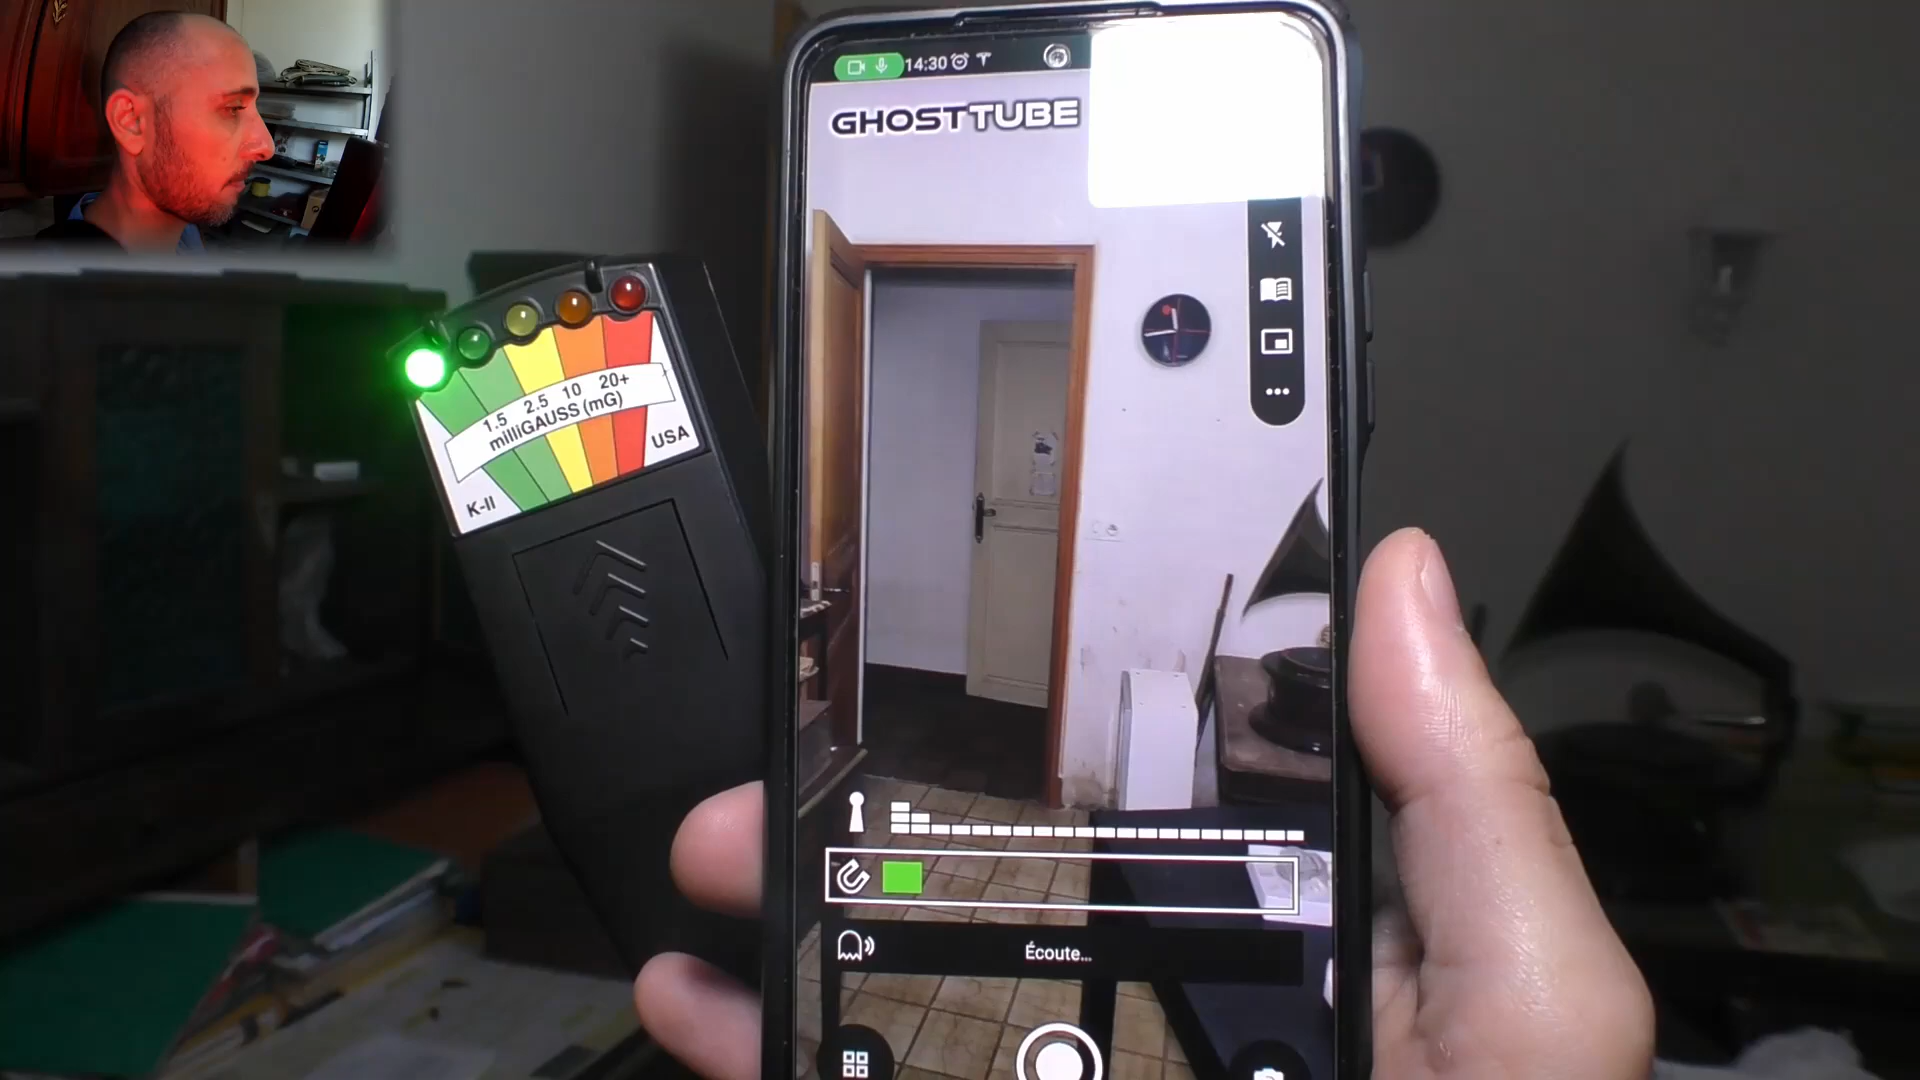 14:30
GHOSTTUBE
1.5 2.5 10 20+
milliGAUSS (mG)
USA
K-II
Écoute...